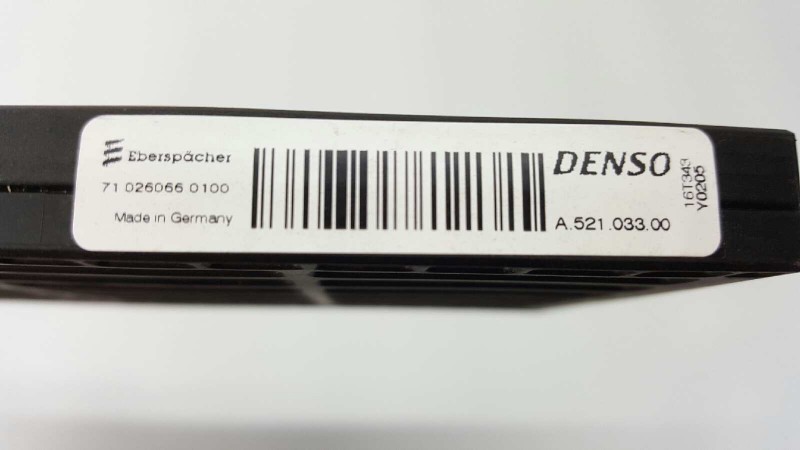 Eberspächer
71 026066 0100
Made in Germany
DENSO
A.521.033.00
16T343
Y0205